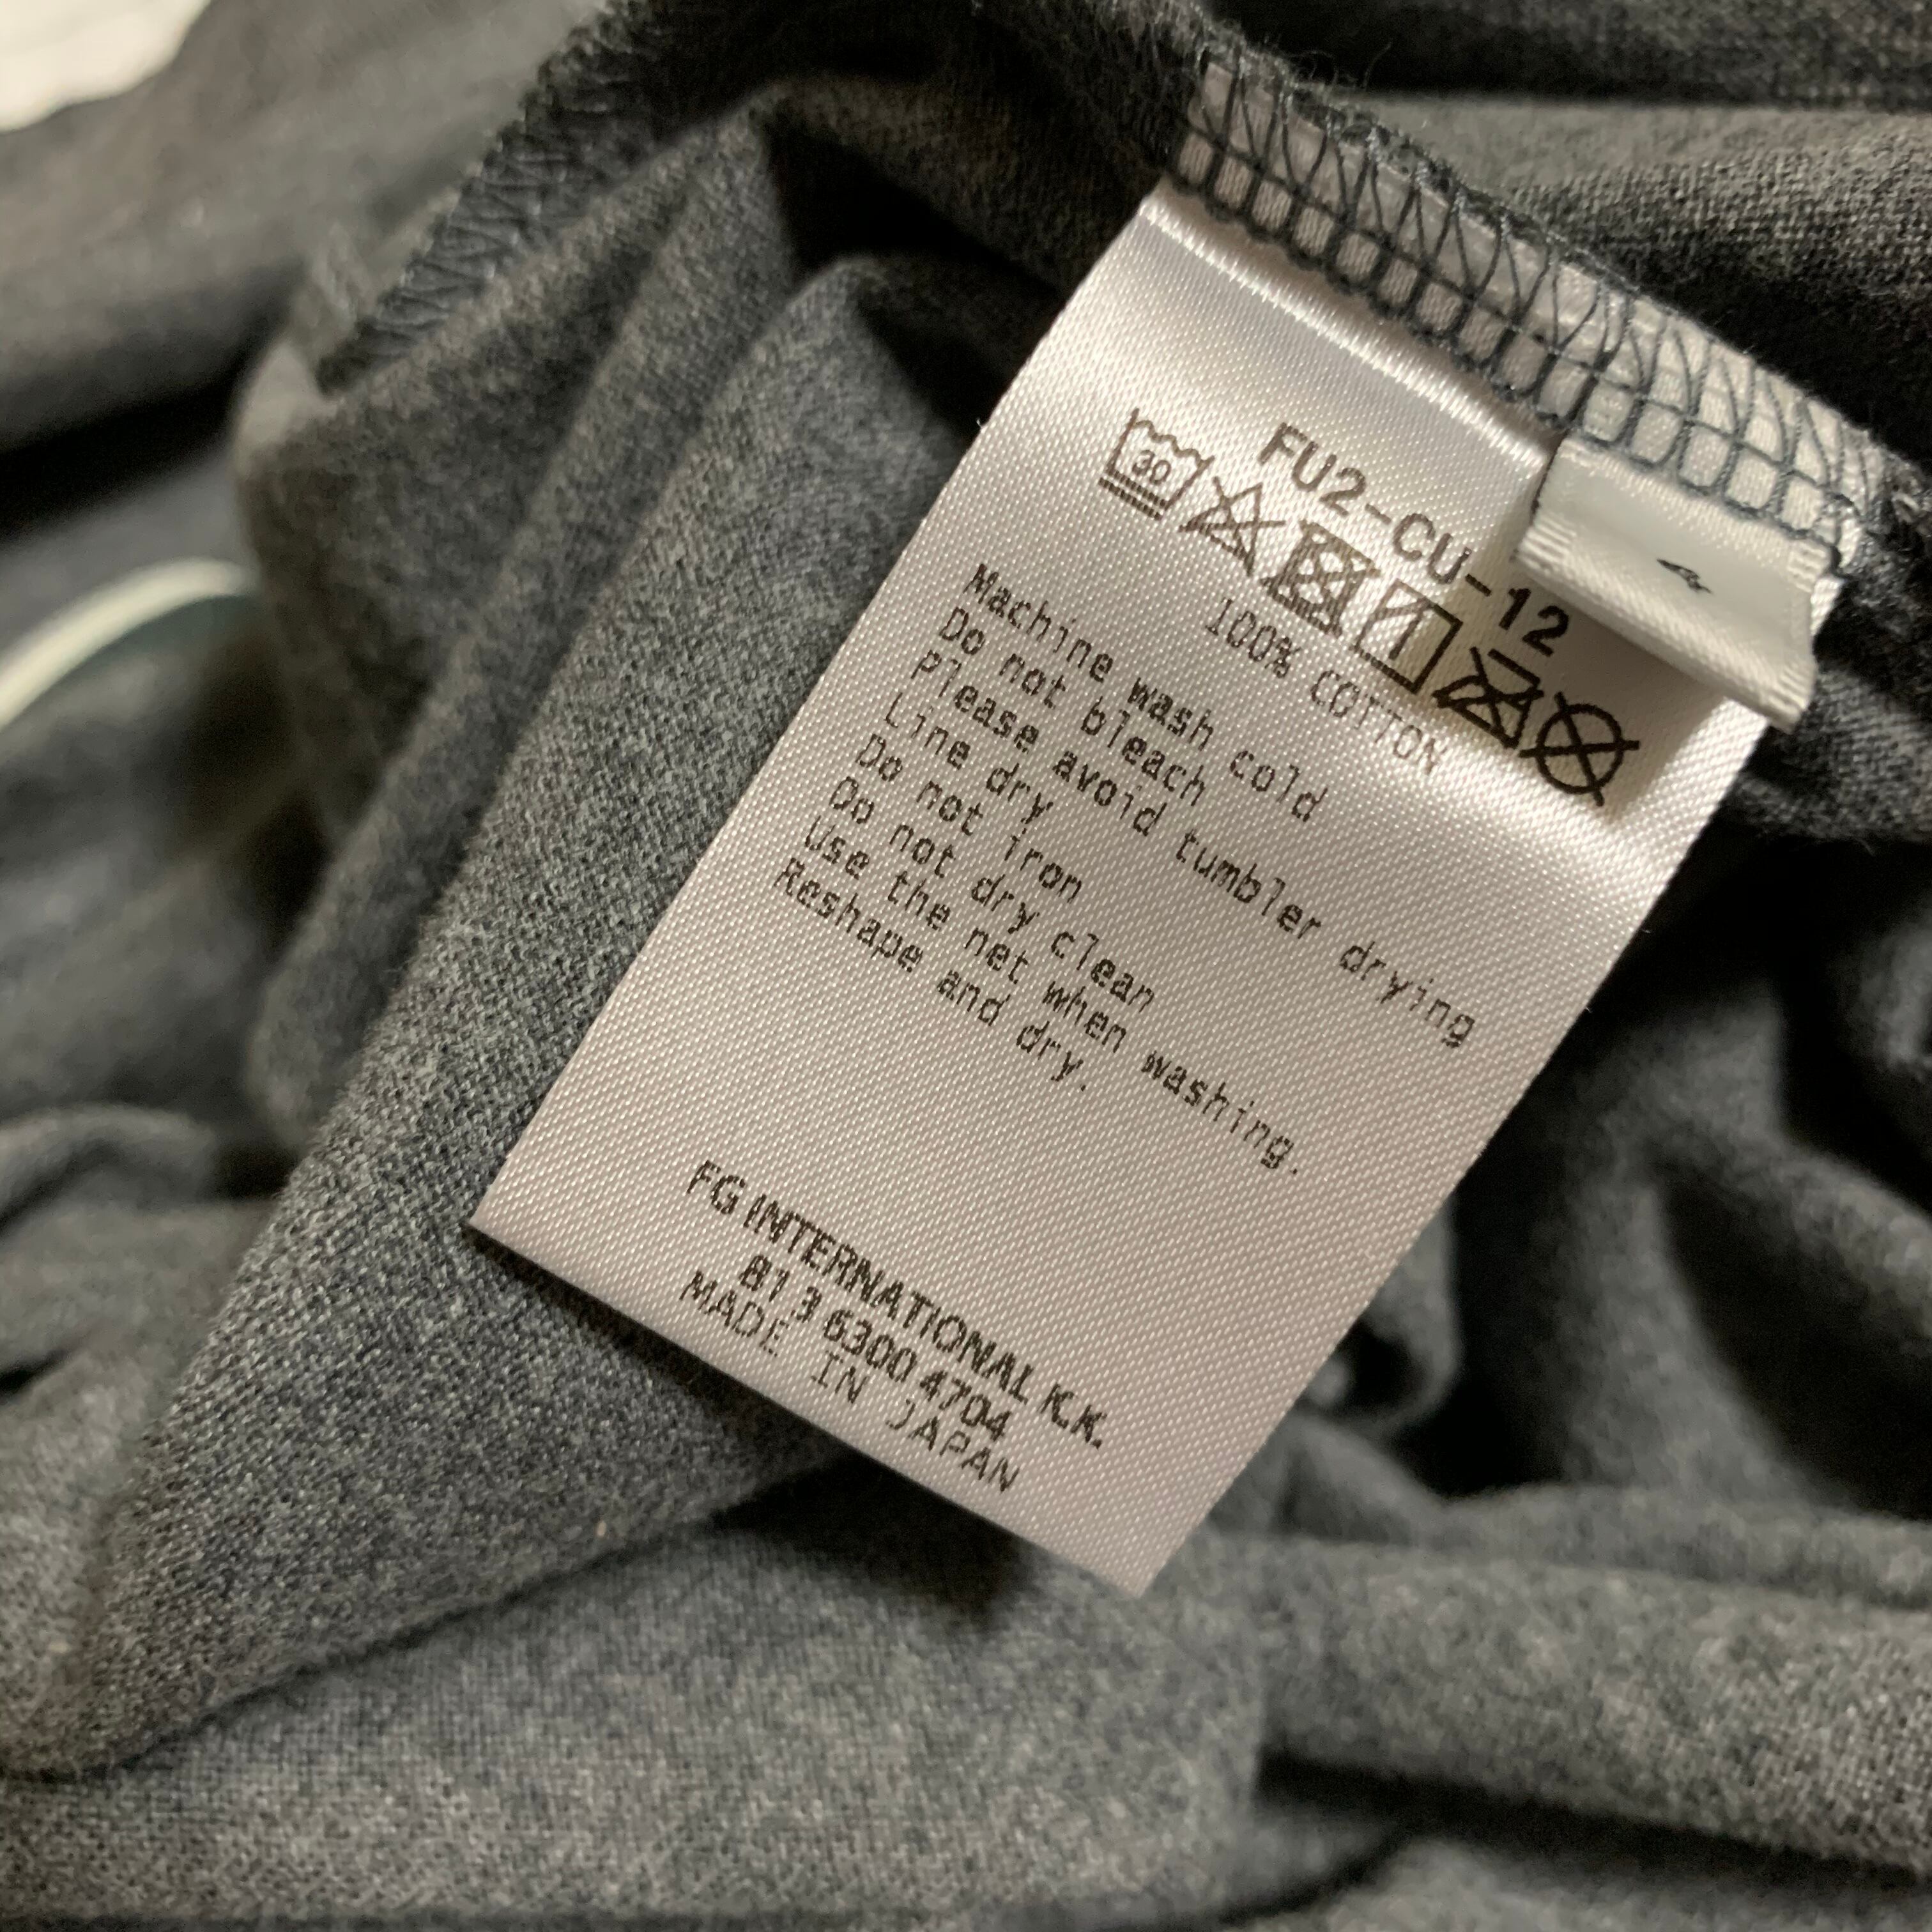 FU2-CU-12
30
100% COTTON
Machine wash cold
Do not bleach
Please avoid tumbler drying
Line dry
Do not iron
Do not dry clean
Use the net when washing.
Reshape and dry.
FG INTERNATIONAL K.K.
81 3 6300 4704
MADE IN JAPAN
4